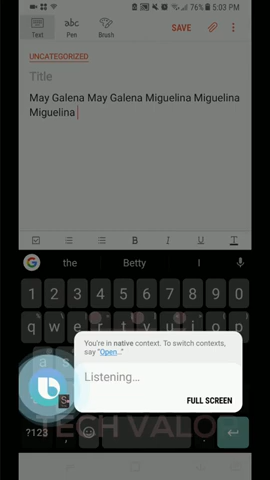 76% 5:03 PM
Text
abc
Pen
Brush
SAVE
UNCATEGORIZED
Title
May Galena May Galena Miguelina Miguelina
Miguelina
B I U T
G the Betty I
1 2 3 4 5 6 7 8 9 0
q w e r t y u i o p
a s
You're in native context. To switch contexts,
say "Open..."
Listening...
FULL SCREEN
TECH VALO
?123